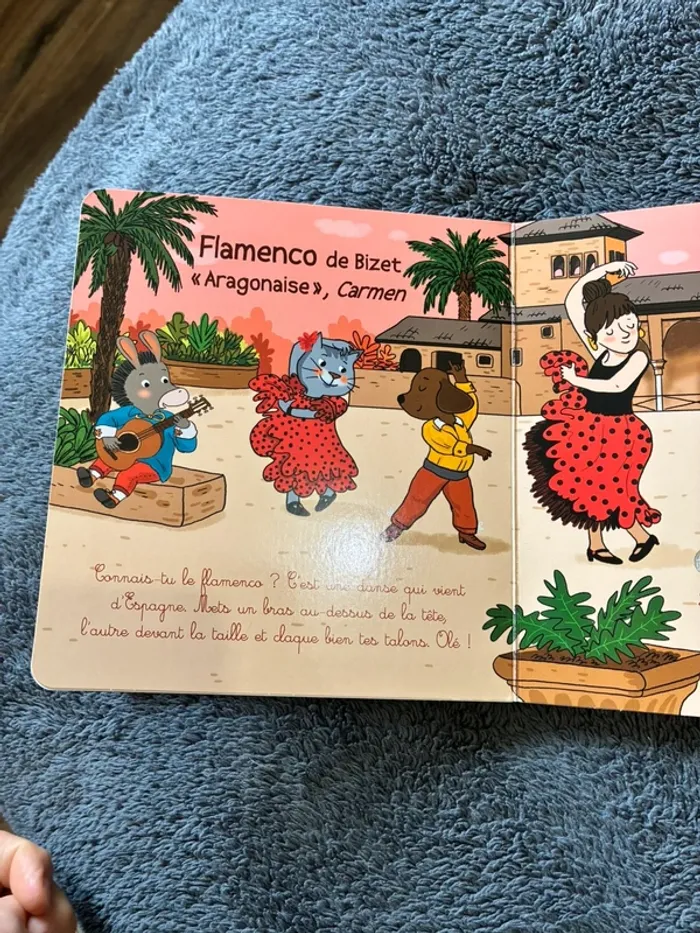 Flamenco de Bizet
« Aragonaise », Carmen
Connais-tu le flamenco ? C'est une danse qui vient
d'Espagne. Mets un bras au-dessus de la tête,
l'autre devant la taille et claque bien tes talons. Olé !